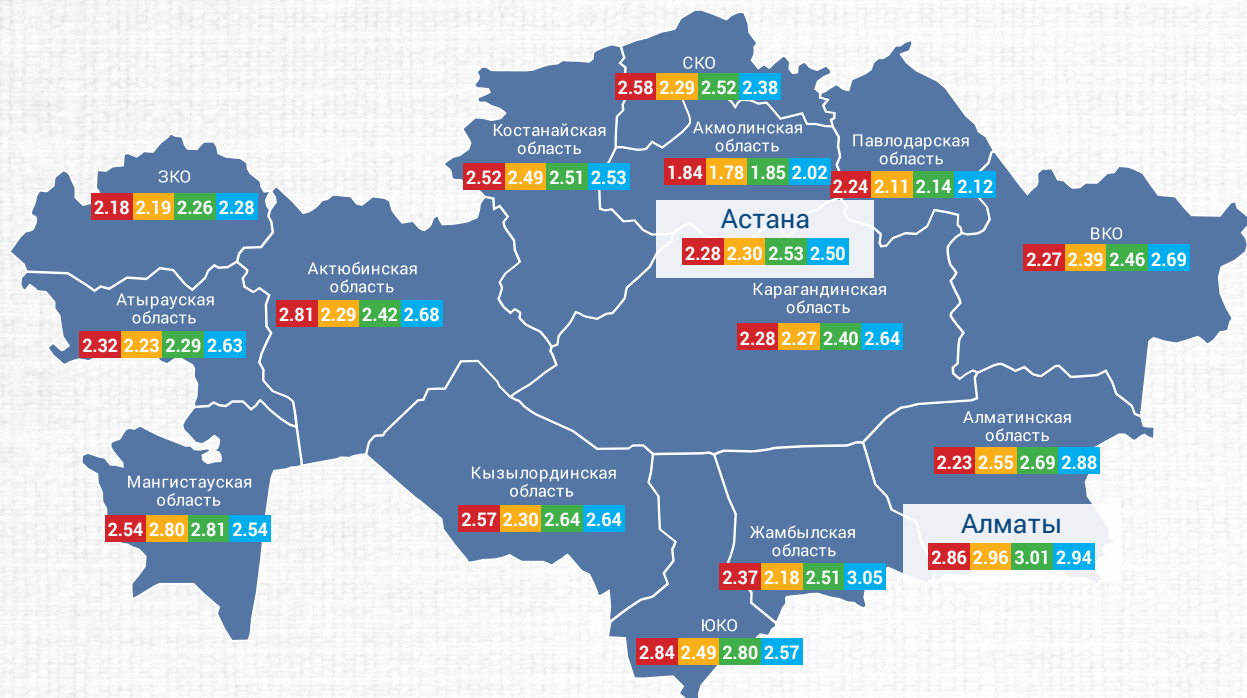 СКО
2.58 2.29 2.52 2.38
Костанайская
область
2.52 2.49 2.51 2.53
Акмолинская
область
1.84 1.78 1.85 2.02
Павлодарская
область
2.24 2.11 2.14 2.12
ЗКО
2.18 2.19 2.26 2.28
Астана
2.28 2.30 2.53 2.50
ВКО
2.27 2.39 2.46 2.69
Актюбинская
область
2.81 2.29 2.42 2.68
Атырауская
область
2.32 2.23 2.29 2.63
Карагандинская
область
2.28 2.27 2.40 2.64
Алматинская
область
2.23 2.55 2.69 2.88
Мангистауская
область
2.54 2.80 2.81 2.54
Кызылординская
область
2.57 2.30 2.64 2.64
Алматы
2.86 2.96 3.01 2.94
Жамбылская
область
2.37 2.18 2.51 3.05
ЮКО
2.84 2.49 2.80 2.57